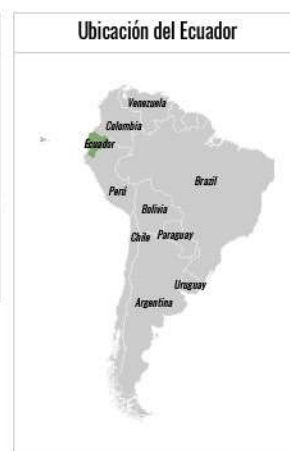 Ubicación del Ecuador
Venezuela
Colombia
Ecuador
Perú
Brazil
Bolivia
Chile Paraguay
Uruguay
Argentina